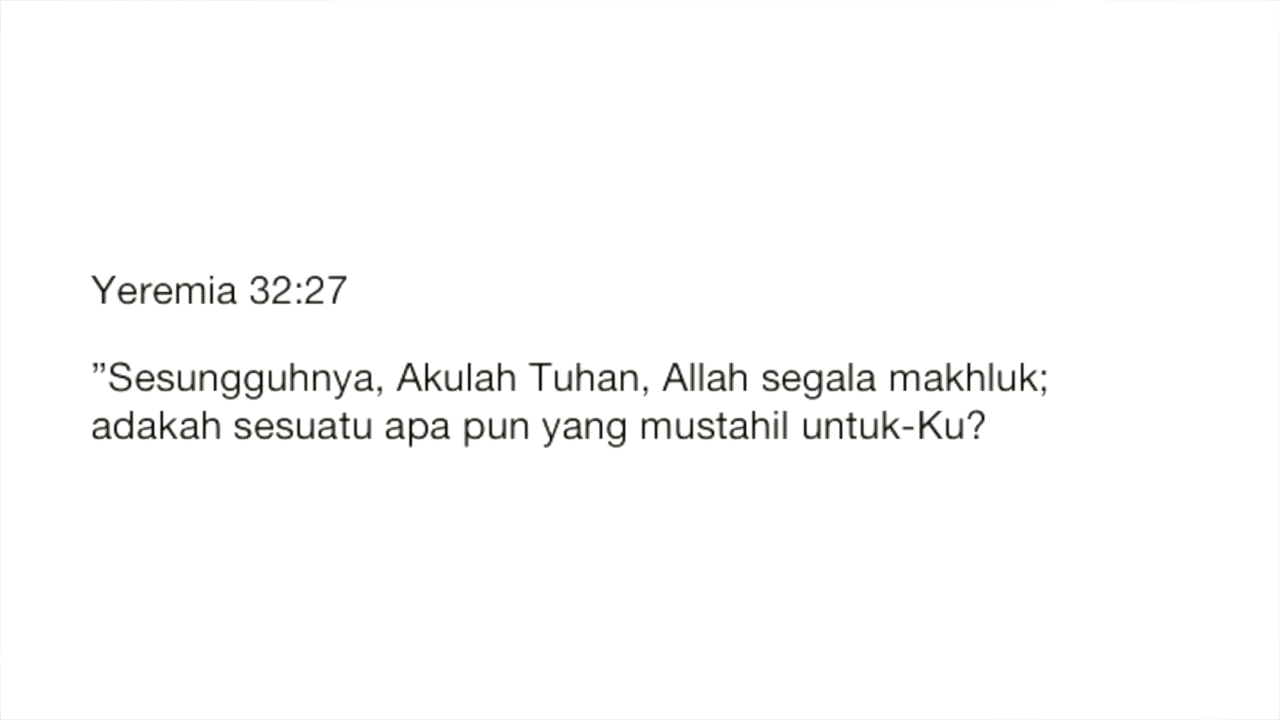 Yeremia 32:27
”Sesungguhnya, Akulah Tuhan, Allah segala makhluk;
adakah sesuatu apa pun yang mustahil untuk-Ku?